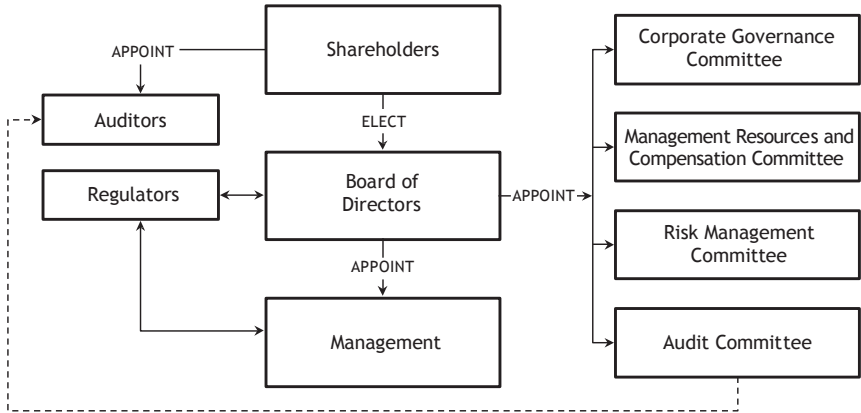 Shareholders
APPOINT
Auditors
ELECT
Regulators
Board of
Directors
APPOINT
APPOINT
Management
Corporate Governance
Committee
Management Resources and
Compensation Committee
Risk Management
Committee
Audit Committee